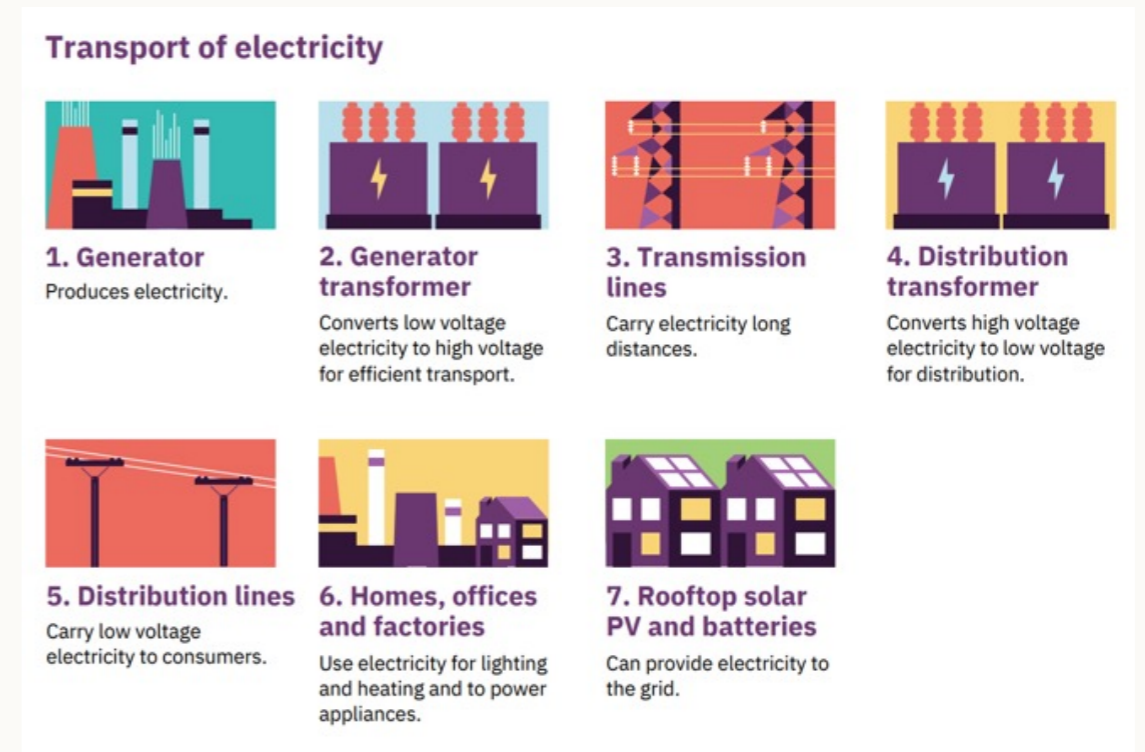 Transport of electricity
1. Generator
Produces electricity.
2. Generator
transformer
Converts low voltage
electricity to high voltage
for efficient transport.
3. Transmission
lines
Carry electricity long
distances.
4. Distribution
transformer
Converts high voltage
electricity to low voltage
for distribution.
5. Distribution lines
Carry low voltage
electricity to consumers.
6. Homes, offices
and factories
Use electricity for lighting
and heating and to power
appliances.
7. Rooftop solar
PV and batteries
Can provide electricity to
the grid.